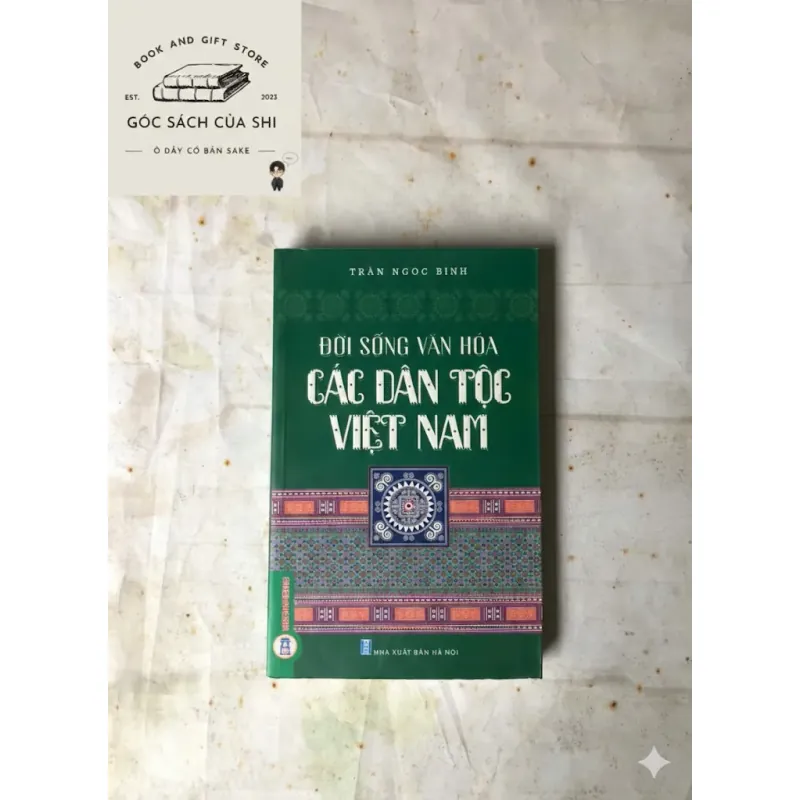 BOOK AND GIFT STORE
EST. 2023
GÓC SÁCH CỦA SHI
Ở ĐÂY CÓ BÁN SAKE
TRẦN NGỌC BÌNH
ĐỜI SỐNG VĂN HÓA
CÁC DÂN TỘC
VIỆT NAM
NHÀ XUẤT BẢN HÀ NỘI